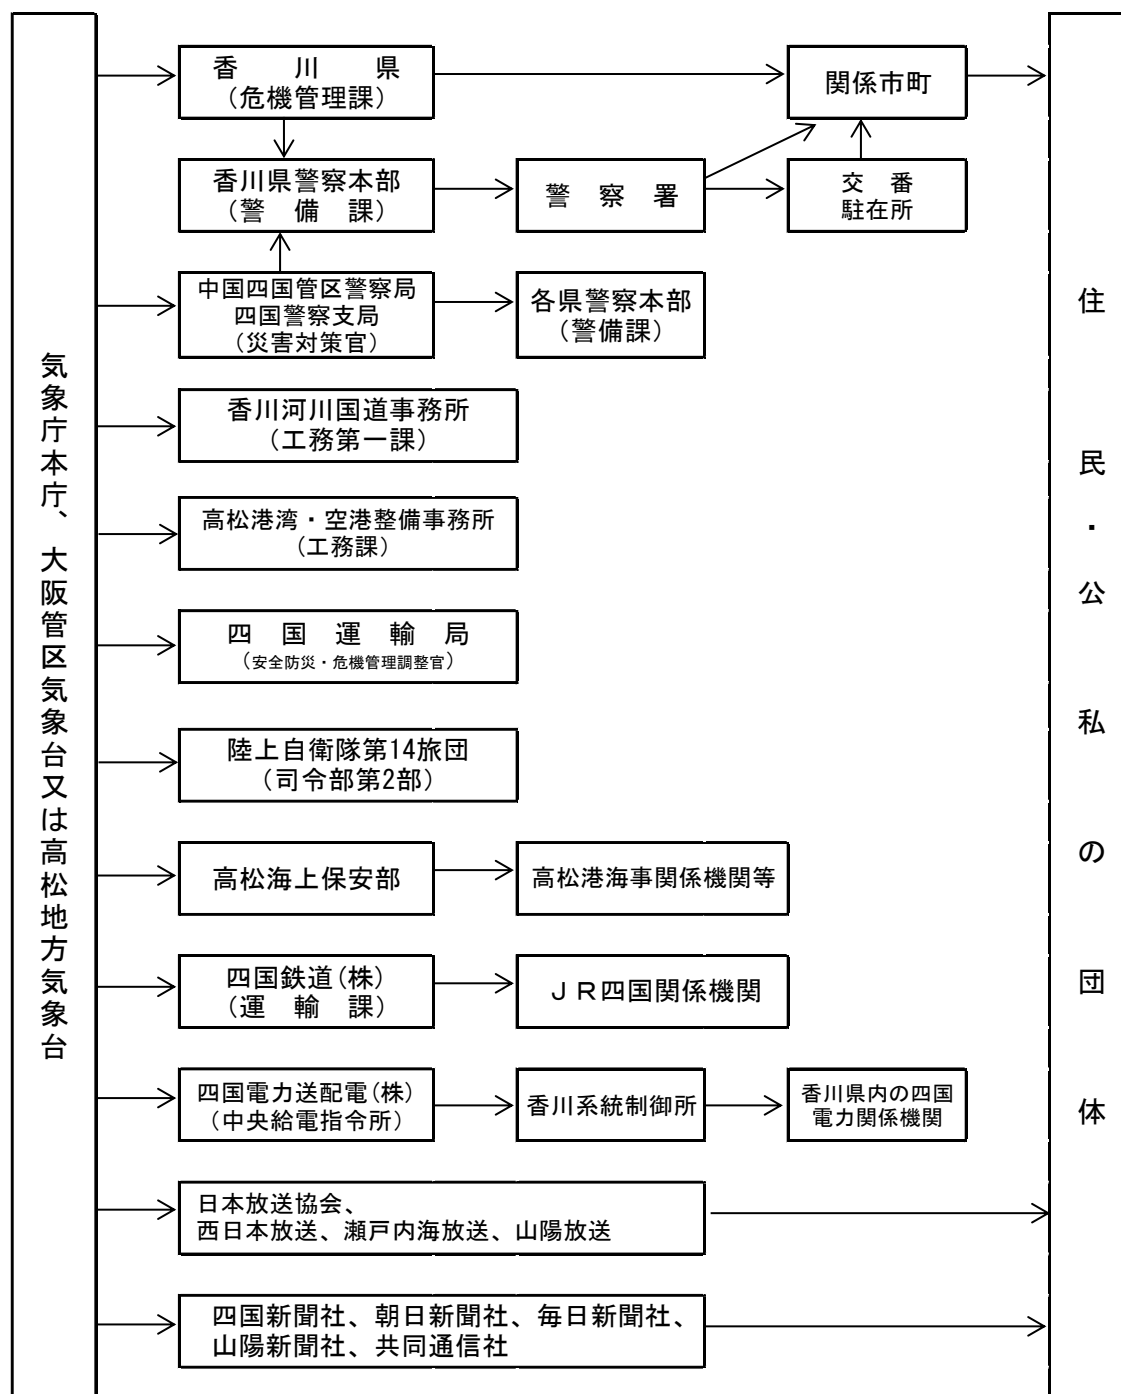 気象庁本庁、大阪管区気象台又は高松地方気象台
香川県
（危機管理課）
関係市町
香川県警察本部
（警備課）
警察署
交番
駐在所
中国四国管区警察局
四国警察支局
（災害対策官）
各県警察本部
（警備課）
香川河川国道事務所
（工務第一課）
高松港湾・空港整備事務所
（工務課）
四国運輸局
（安全防災・危機管理調整官）
陸上自衛隊第14旅団
（司令部第2部）
高松海上保安部
高松港海事関係機関等
四国鉄道(株)
（運輸課）
ＪＲ四国関係機関
四国電力送配電(株)
（中央給電指令所）
香川系統制御所
香川県内の四国
電力関係機関
日本放送協会、
西日本放送、瀬戸内海放送、山陽放送
四国新聞社、朝日新聞社、毎日新聞社、
山陽新聞社、共同通信社
住民・公私の団体